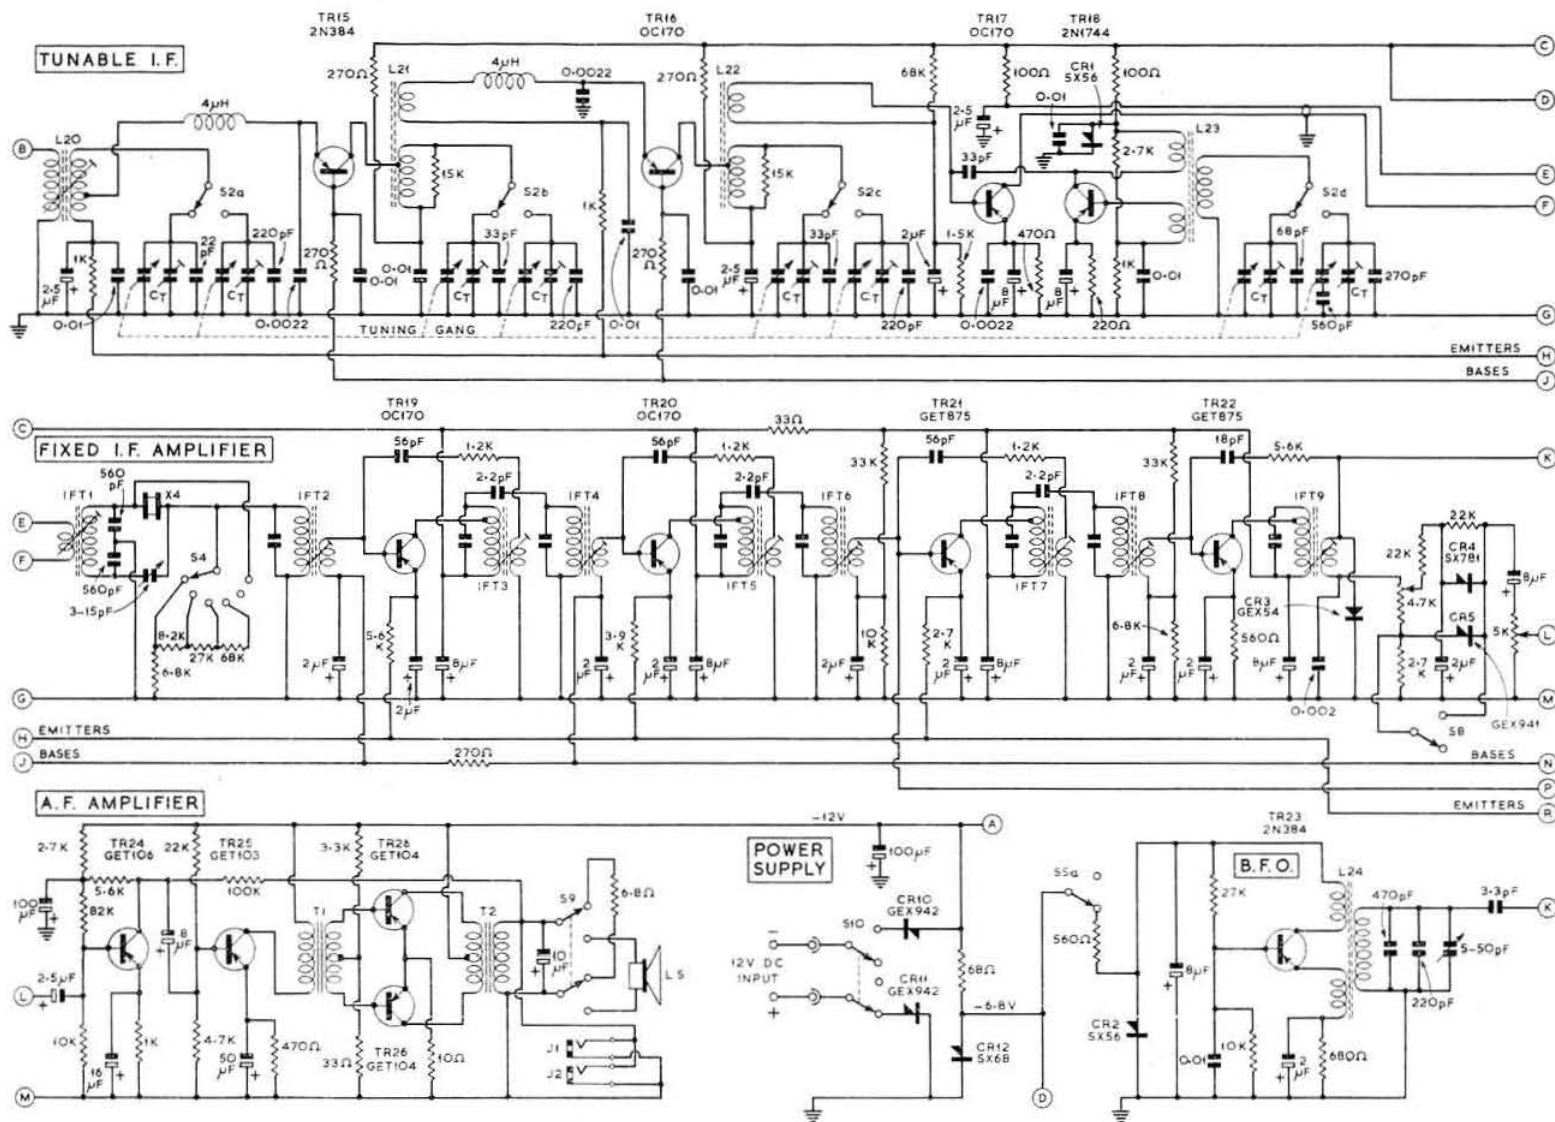 TUNABLE I.F.
TR15
2N384
TR16
OC170
TR17
OC170
TR18
2N1744
270Ω
L21
4μH
0·0022
270Ω
L22
68K
100Ω
CR1
SX56
100Ω
C
D
4μH
0·01
2·5
μF
+
L23
B
L20
33pF
2·7K
15K
15K
E
S2a
S2b
S2c
S2d
F
1K
22
pF
220pF
270
Ω
33pF
1K
270
Ω
33pF
2μF
1·5K
470Ω
68pF
2·5
μF
+
CT
CT
0·01
0·01
CT
CT
0·01
2·5
μF
+
CT
CT
+
8
μF
+
8
μF
+
1K
0·01
CT
CT
270pF
0·01
0·0022
TUNING GANG
220pF
0·01
220pF
0·0022
220Ω
560pF
G
EMITTERS
H
BASES
J
C
TR19
OC170
TR20
OC170
33Ω
TR21
GET875
TR22
GET875
FIXED I.F. AMPLIFIER
56pF
1·2K
56pF
1·2K
33K
56pF
1·2K
33K
18pF
5·6K
K
560
pF
X4
IFT1
IFT2
2·2pF
IFT4
2·2pF
IFT6
2·2pF
IFT8
IFT9
22K
E
F
S4
22K
CR4
SX781
8μF
+
560pF
3-15pF
IFT3
IFT5
IFT7
CR3
GEX54
4·7K
CR5
5K
L
8·2K
27K
68K
6·8K
5·6
K
3·9
K
10
K
2·7
K
6·8K
560Ω
2μF
+
+
8μF
+
2
μF
+
2
μF
+
8μF
+
2μF
+
2
μF
+
8μF
+
2
μF
+
2
μF
+
8μF
+
2·7
K
2μF
+
G
2μF
0·002
GEX941
M
H
EMITTERS
S8
J
BASES
270Ω
BASES
N
P
EMITTERS
R
A.F. AMPLIFIER
-12V
A
TR23
2N384
2·7K
TR24
GET106
22K
TR25
GET103
3·3K
TR26
GET104
POWER
SUPPLY
100μF
+
B.F.O.
5·6K
100K
S5a
100
μF
+
82K
8
μF
+
T1
T2
S9
6·8Ω
CR10
GEX942
27K
L24
470pF
3·3pF
K
10
μF
LS
-
S10
12V DC
INPUT
+
CR11
GEX942
68Ω
560Ω
8μF
+
5-50pF
2·5μF
L
+
-6·8V
220pF
10K
16
μF
+
1K
4·7K
50
μF
+
470Ω
33Ω
TR26
GET104
10Ω
J1
J2
CR12
SX68
CR2
SX56
0·01
10K
2
μF
+
680Ω
M
D